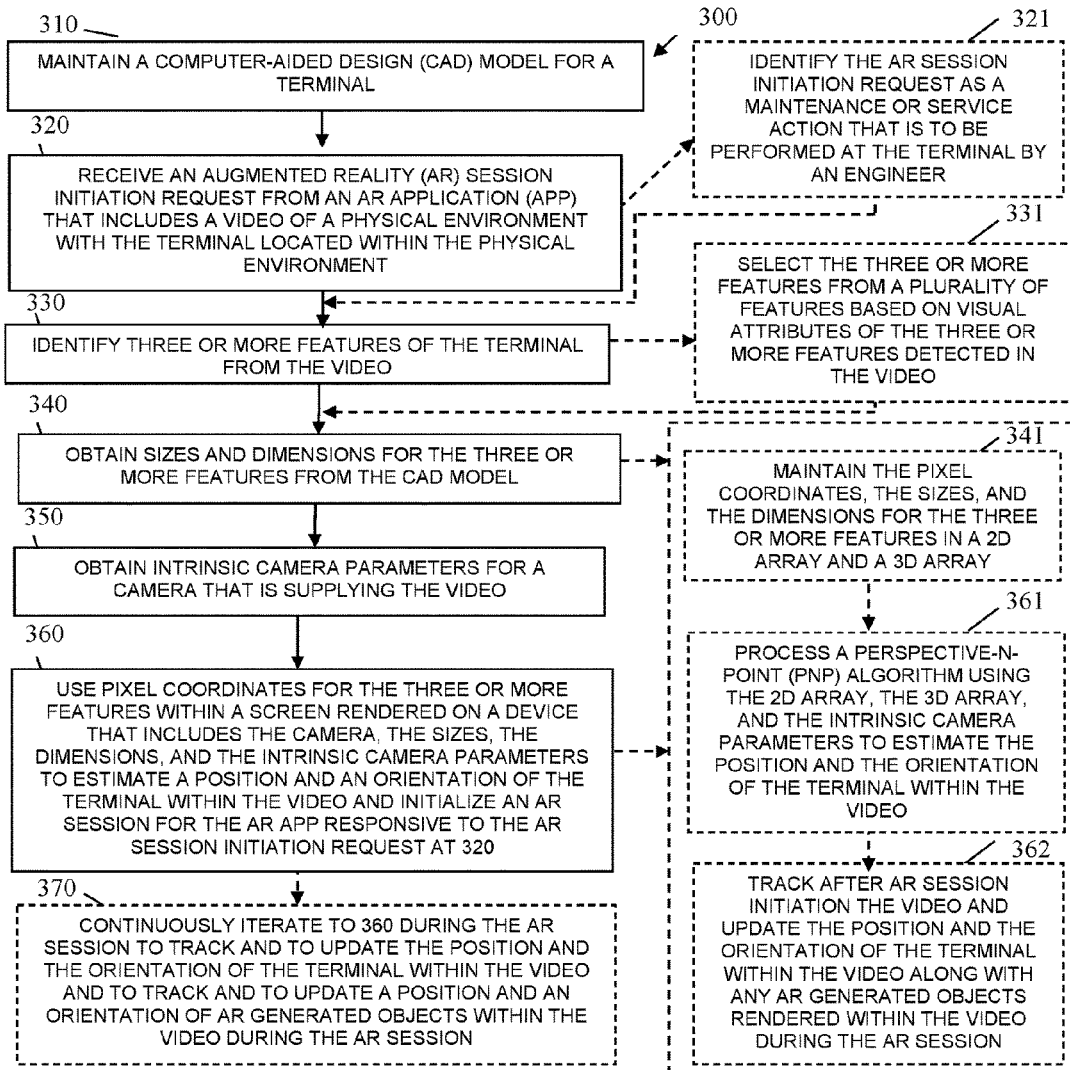 310
MAINTAIN A COMPUTER-AIDED DESIGN (CAD) MODEL FOR A
TERMINAL
300
320
RECEIVE AN AUGMENTED REALITY (AR) SESSION
INITIATION REQUEST FROM AN AR APPLICATION (APP)
THAT INCLUDES A VIDEO OF A PHYSICAL ENVIRONMENT
WITH THE TERMINAL LOCATED WITHIN THE PHYSICAL
ENVIRONMENT
321
IDENTIFY THE AR SESSION
INITIATION REQUEST AS A
MAINTENANCE OR SERVICE
ACTION THAT IS TO BE
PERFORMED AT THE TERMINAL BY
AN ENGINEER
330
IDENTIFY THREE OR MORE FEATURES OF THE TERMINAL
FROM THE VIDEO
331
SELECT THE THREE OR MORE
FEATURES FROM A PLURALITY OF
FEATURES BASED ON VISUAL
ATTRIBUTES OF THE THREE OR
MORE FEATURES DETECTED IN
THE VIDEO
340
OBTAIN SIZES AND DIMENSIONS FOR THE THREE OR
MORE FEATURES FROM THE CAD MODEL
341
MAINTAIN THE PIXEL
COORDINATES, THE SIZES, AND
THE DIMENSIONS FOR THE THREE
OR MORE FEATURES IN A 2D
ARRAY AND A 3D ARRAY
350
OBTAIN INTRINSIC CAMERA PARAMETERS FOR A
CAMERA THAT IS SUPPLYING THE VIDEO
360
USE PIXEL COORDINATES FOR THE THREE OR MORE
FEATURES WITHIN A SCREEN RENDERED ON A DEVICE
THAT INCLUDES THE CAMERA, THE SIZES, THE
DIMENSIONS, AND THE INTRINSIC CAMERA PARAMETERS
TO ESTIMATE A POSITION AND AN ORIENTATION OF THE
TERMINAL WITHIN THE VIDEO AND INITIALIZE AN AR
SESSION FOR THE AR APP RESPONSIVE TO THE AR
SESSION INITIATION REQUEST AT 320
361
PROCESS A PERSPECTIVE-N-
POINT (PNP) ALGORITHM USING
THE 2D ARRAY, THE 3D ARRAY,
AND THE INTRINSIC CAMERA
PARAMETERS TO ESTIMATE THE
POSITION AND THE ORIENTATION
OF THE TERMINAL WITHIN THE
VIDEO
362
TRACK AFTER AR SESSION
INITIATION THE VIDEO AND
UPDATE THE POSITION AND THE
ORIENTATION OF THE TERMINAL
WITHIN THE VIDEO ALONG WITH
ANY AR GENERATED OBJECTS
RENDERED WITHIN THE VIDEO
DURING THE AR SESSION
370
CONTINUOUSLY ITERATE TO 360 DURING THE AR
SESSION TO TRACK AND TO UPDATE THE POSITION AND
THE ORIENTATION OF THE TERMINAL WITHIN THE VIDEO
AND TO TRACK AND TO UPDATE A POSITION AND AN
ORIENTATION OF AR GENERATED OBJECTS WITHIN THE
VIDEO DURING THE AR SESSION